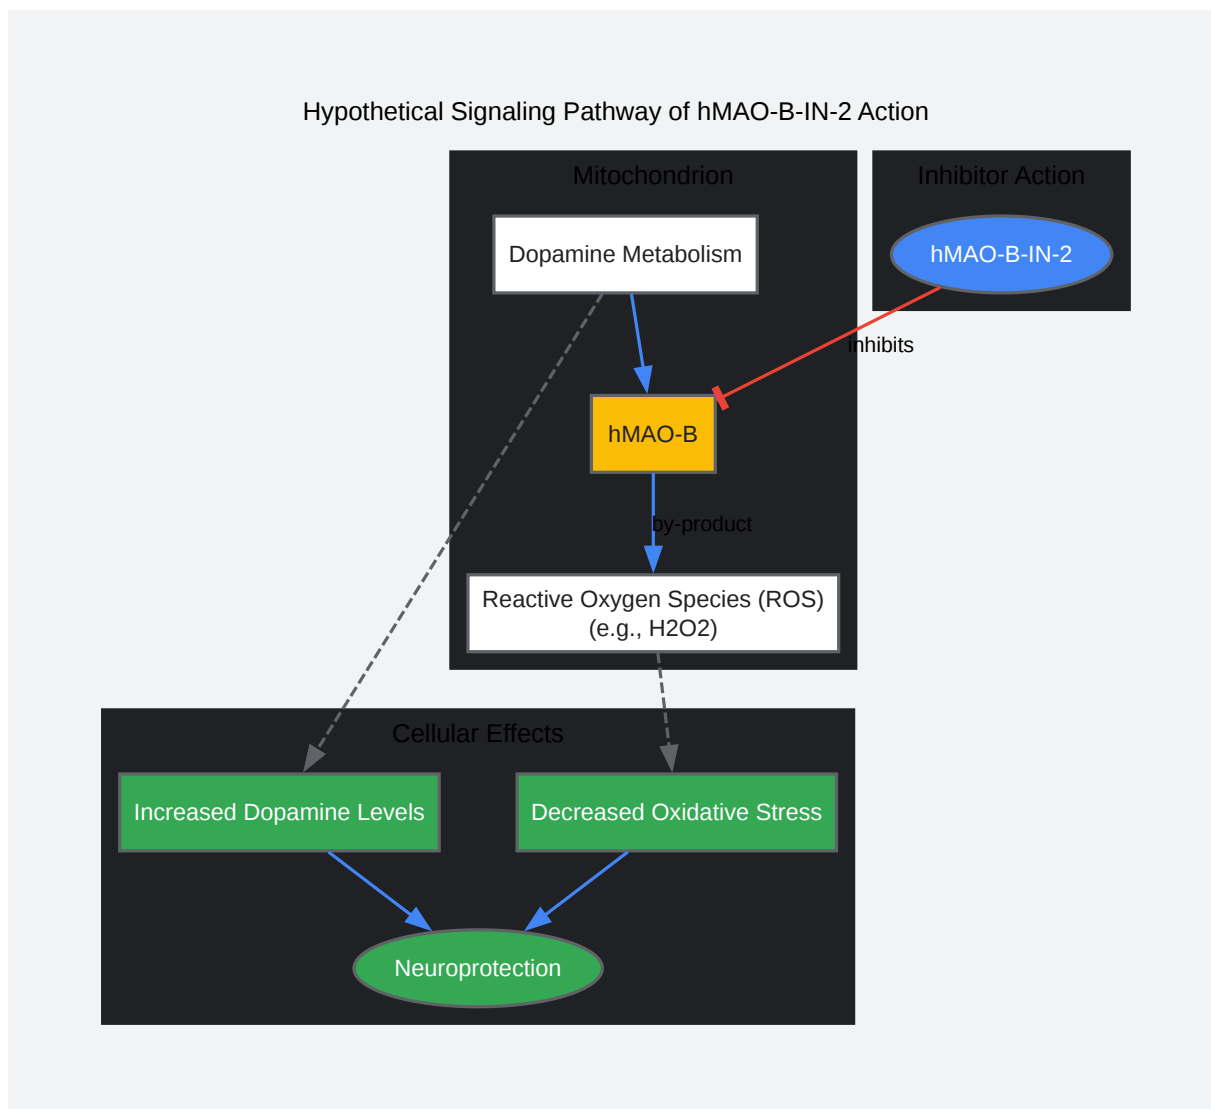 Hypothetical Signaling Pathway of hMAO-B-IN-2 Action
Mitochondrion
Inhibitor Action
Dopamine Metabolism
hMAO-B-IN-2
inhibits
hMAO-B
by-product
Reactive Oxygen Species (ROS)
(e.g., H2O2)
Cellular Effects
Increased Dopamine Levels
Decreased Oxidative Stress
Neuroprotection